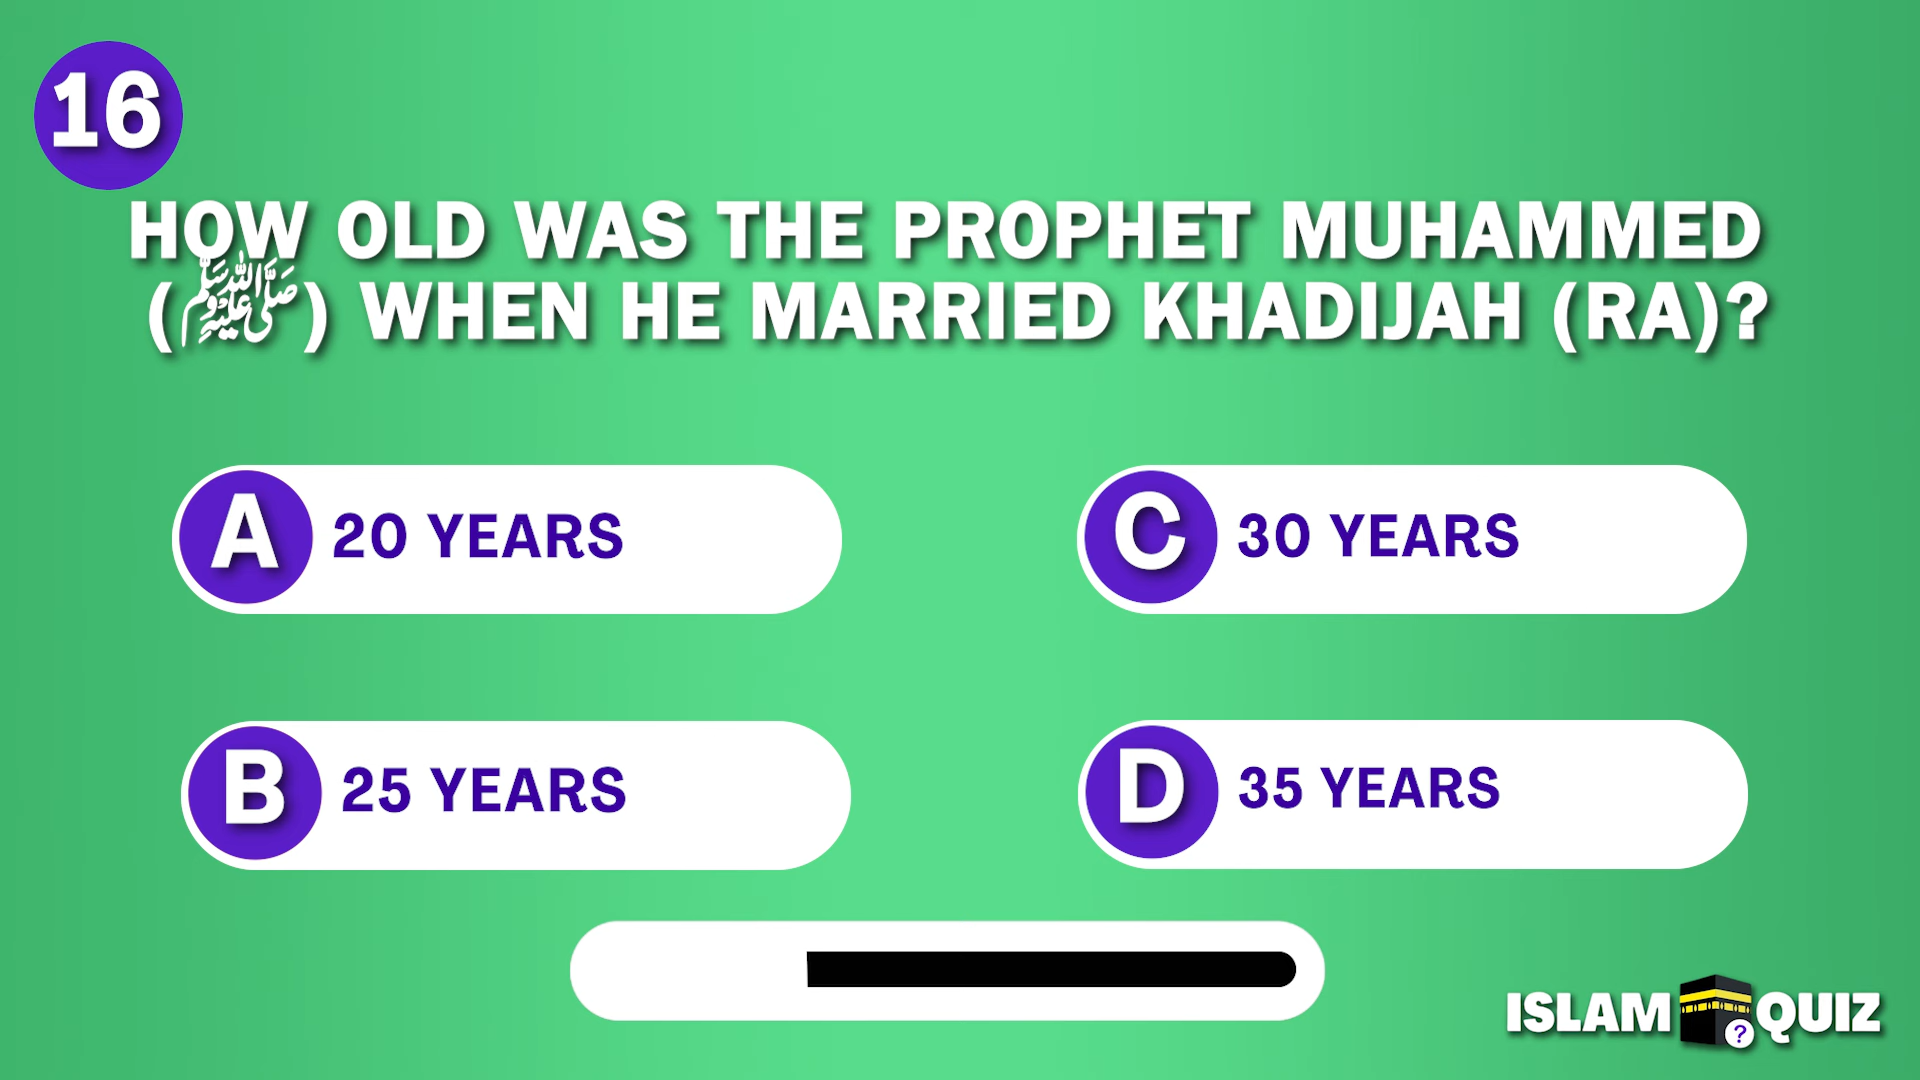 16
HOW OLD WAS THE PROPHET MUHAMMED
(ﷺ) WHEN HE MARRIED KHADIJAH (RA)?
A 20 YEARS
C 30 YEARS
B 25 YEARS
D 35 YEARS
ISLAM ? QUIZ